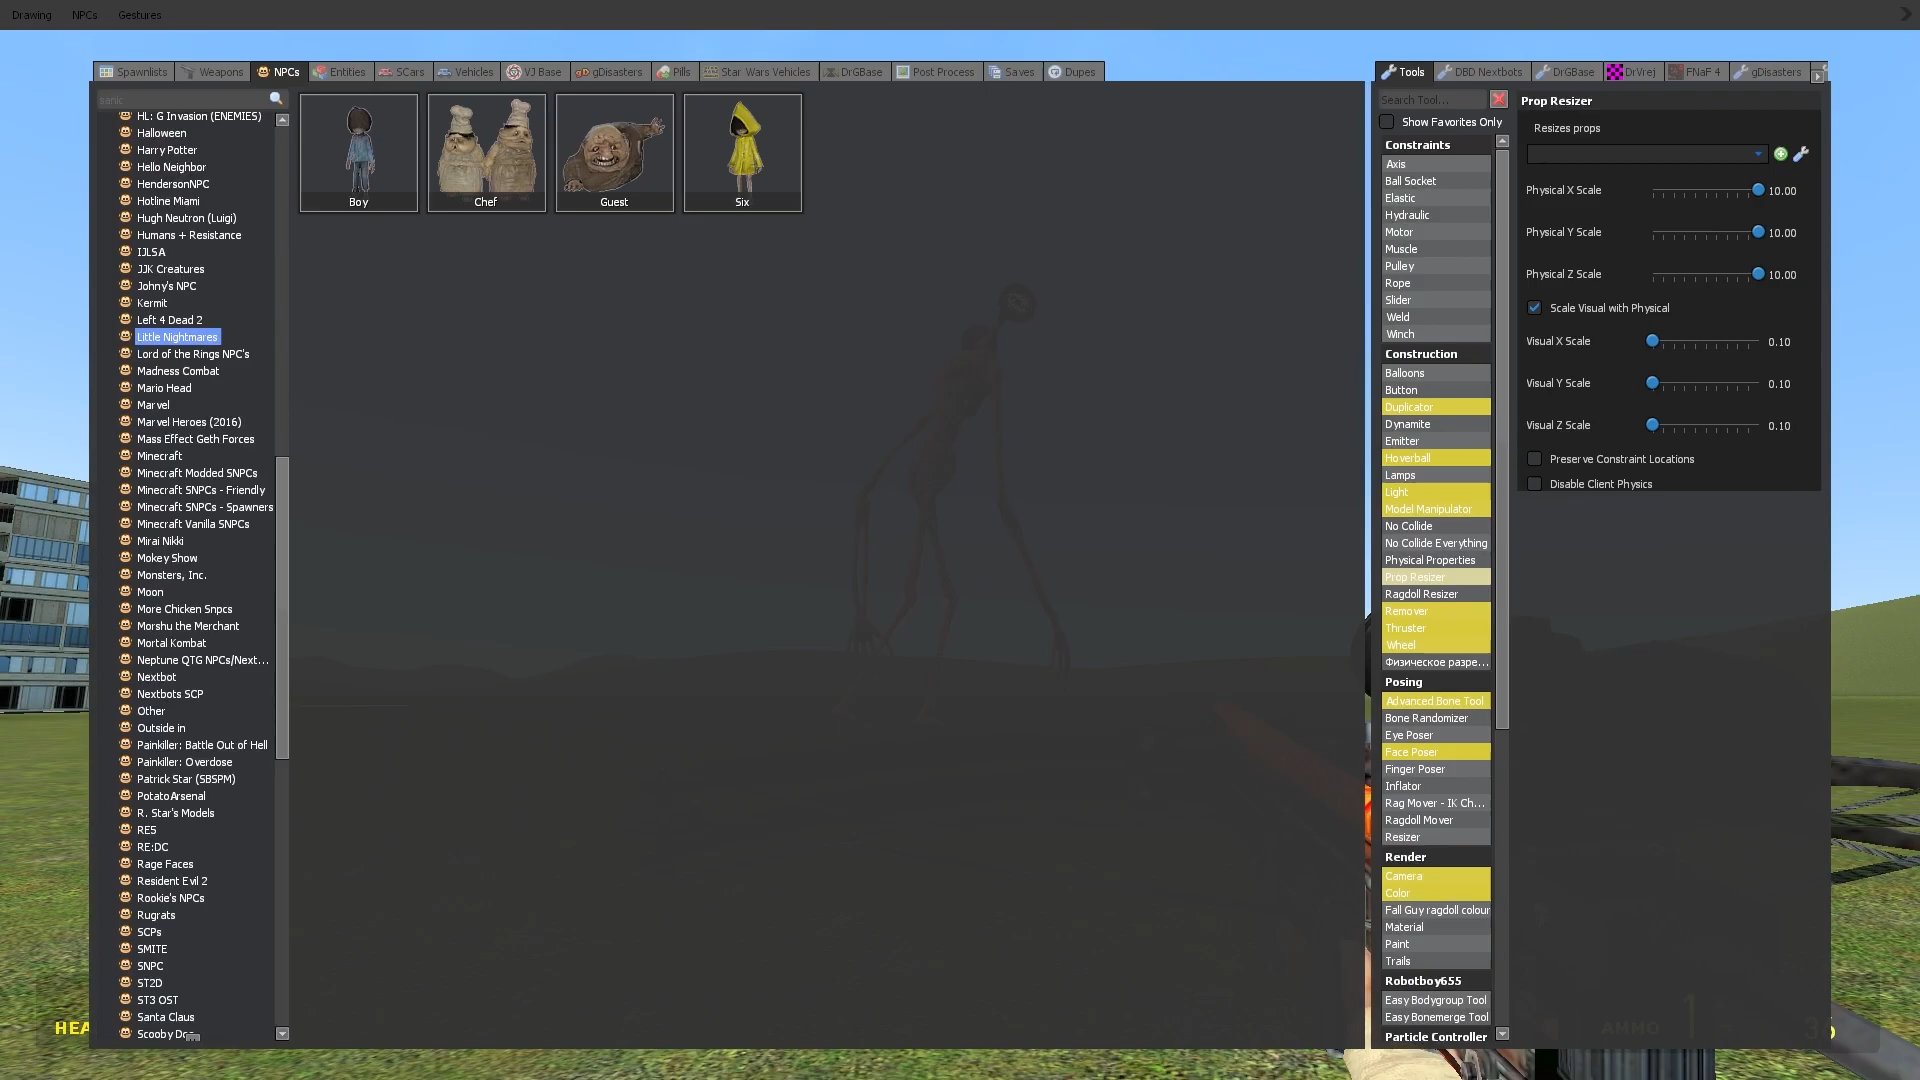 Drawing NPCs Gestures
Spawnlists Weapons NPCs Entities SCars Vehicles VJ Base gDisasters Pills Star Wars Vehicles DrGBase Post Process Saves Dupes
sanic
HL: G Invasion (ENEMIES)
Halloween
Harry Potter
Hello Neighbor
HendersonNPC
Hotline Miami
Hugh Neutron (Luigi)
Humans + Resistance
IJLSA
JJK Creatures
Johny's NPC
Kermit
Left 4 Dead 2
Little Nightmares
Lord of the Rings NPC's
Madness Combat
Mario Head
Marvel
Marvel Heroes (2016)
Mass Effect Geth Forces
Minecraft
Minecraft Modded SNPCs
Minecraft SNPCs - Friendly
Minecraft SNPCs - Spawners
Minecraft Vanilla SNPCs
Mirai Nikki
Mokey Show
Monsters, Inc.
Moon
More Chicken Snpcs
Morshu the Merchant
Mortal Kombat
Neptune QTG NPCs/Next...
Nextbot
Nextbots SCP
Other
Outside in
Painkiller: Battle Out of Hell
Painkiller: Overdose
Patrick Star (SBSPM)
PotatoArsenal
R. Star's Models
RE5
RE:DC
Rage Faces
Resident Evil 2
Rookie's NPCs
Rugrats
SCPs
SMITE
SNPC
ST2D
ST3 OST
Santa Claus
Scooby
Boy Chef Guest Six
Tools DBD Nextbots DrGBase DrVrej FNaF 4 gDisasters
Search Tool...
Show Favorites Only
Constraints
Axis
Ball Socket
Elastic
Hydraulic
Motor
Muscle
Pulley
Rope
Slider
Weld
Winch
Construction
Balloons
Button
Duplicator
Dynamite
Emitter
Hoverball
Lamps
Light
Model Manipulator
No Collide
No Collide Everything
Physical Properties
Prop Resizer
Ragdoll Resizer
Remover
Thruster
Wheel
Физическое разре...
Posing
Advanced Bone Tool
Bone Randomizer
Eye Poser
Face Poser
Finger Poser
Inflator
Rag Mover - IK Ch...
Ragdoll Mover
Resizer
Render
Camera
Color
Fall Guy ragdoll colour
Material
Paint
Trails
Robotboy655
Easy Bodygroup Tool
Easy Bonemerge Tool
Particle Controller
Prop Resizer
Resizes props
Physical X Scale 10.00
Physical Y Scale 10.00
Physical Z Scale 10.00
Scale Visual with Physical
Visual X Scale 0.10
Visual Y Scale 0.10
Visual Z Scale 0.10
Preserve Constraint Locations
Disable Client Physics
HEA
AMMO 1